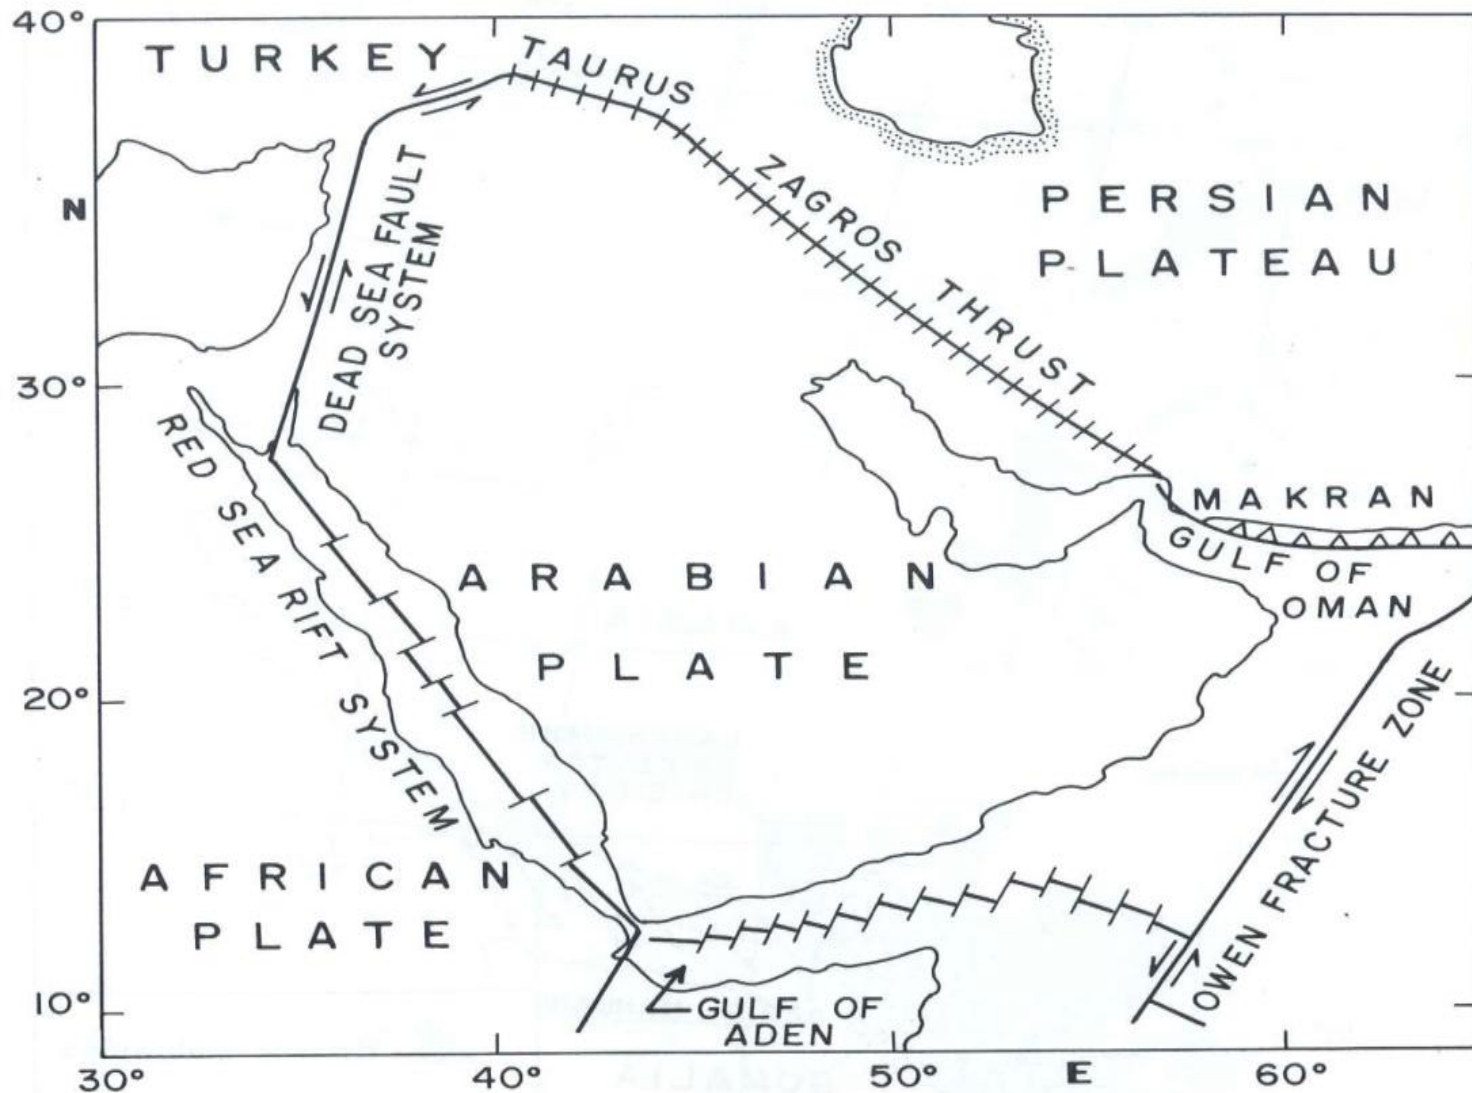 40°
TURKEY
TAURUS
ZAGROS
THRUST
PERSIAN
PLATEAU
N
DEAD SEA FAULT
SYSTEM
30°
RED SEA RIFT SYSTEM
MAKRAN
GULF OF
OMAN
ARABIAN
PLATE
20°
OWEN FRACTURE ZONE
AFRICAN
PLATE
10°
GULF OF
ADEN
30°
40°
50°
E
60°